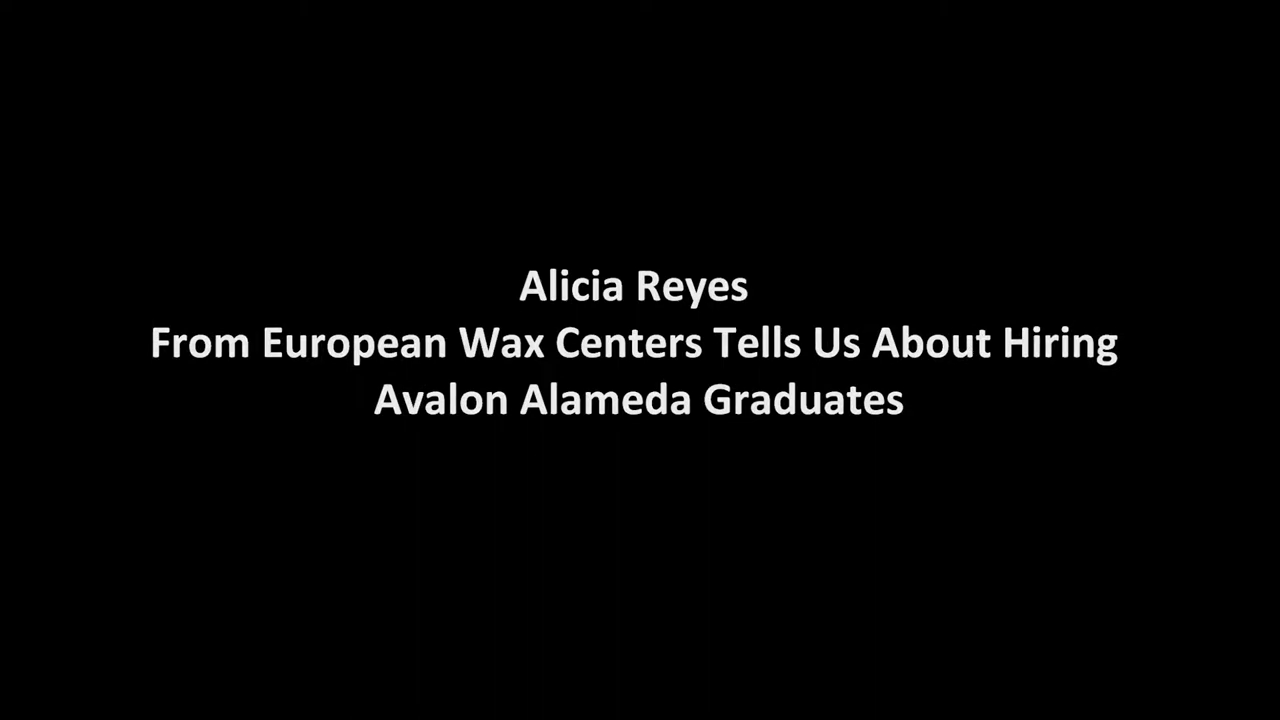 Alicia Reyes
From European Wax Centers Tells Us About Hiring
Avalon Alameda Graduates